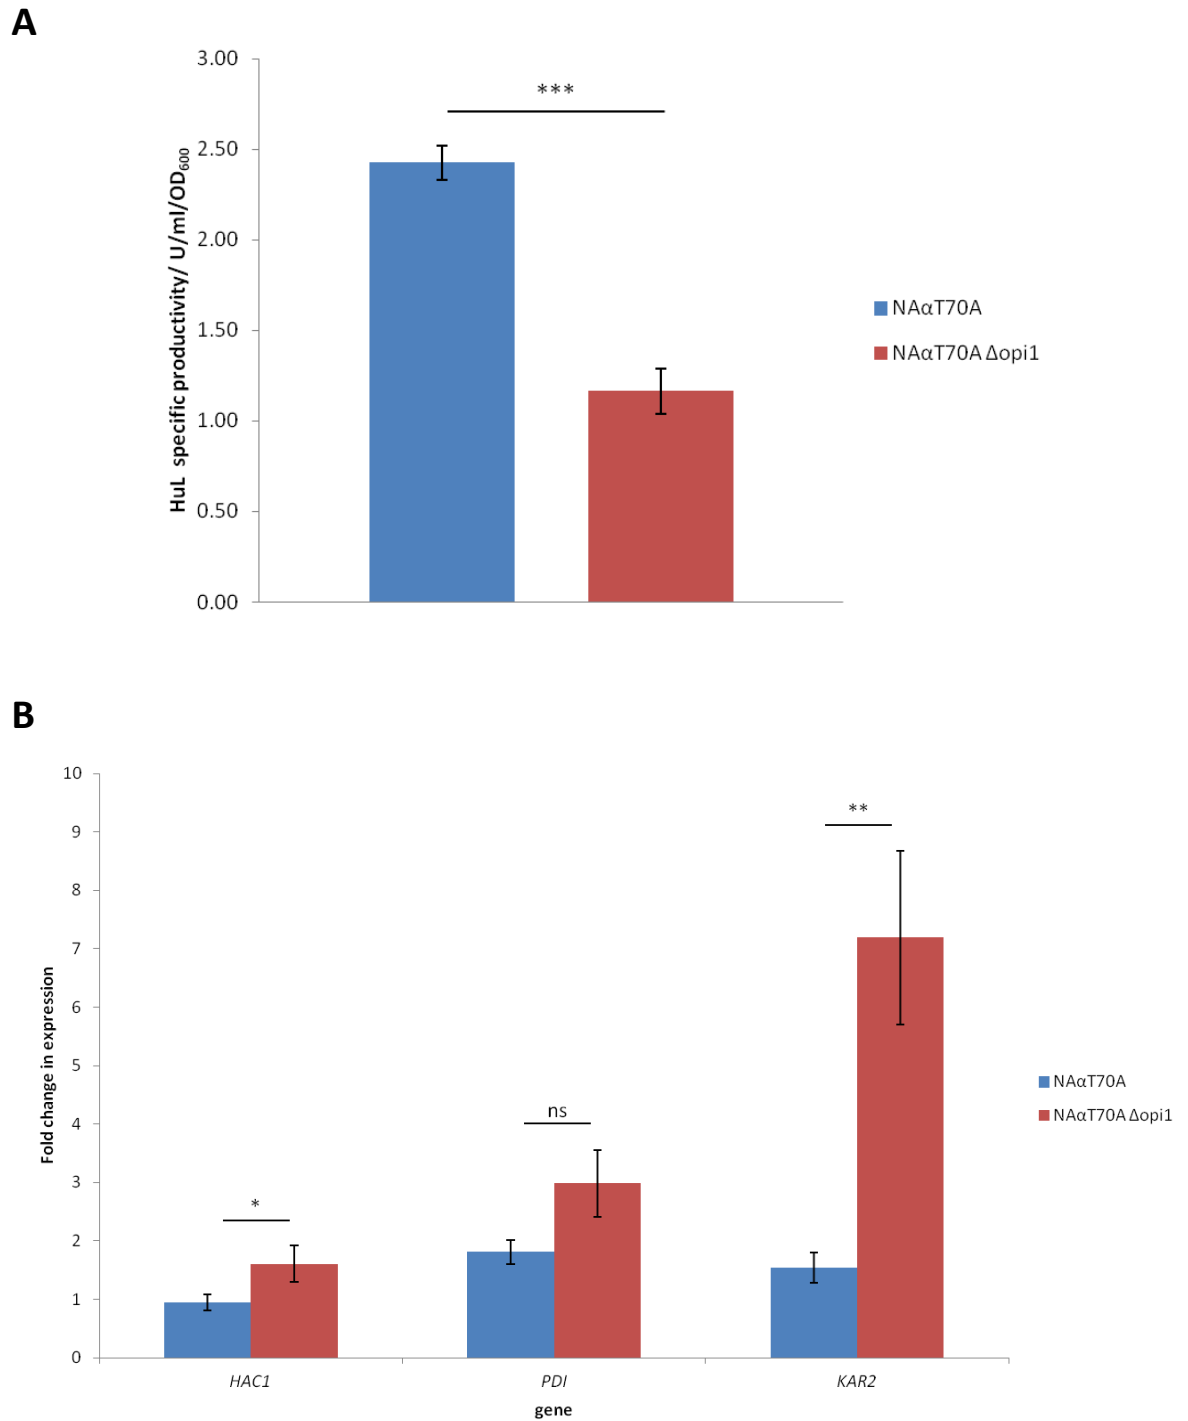 A
3.00
2.50
2.00
1.50
1.00
0.50
0.00
HuL specific productivity/ U/ml/OD600
***
NAαT70A
NAαT70A Δopi1
B
10
9
8
7
6
5
4
3
2
1
0
Fold change in expression
*
ns
**
NAαT70A
NAαT70A Δopi1
HAC1 PDI KAR2
gene